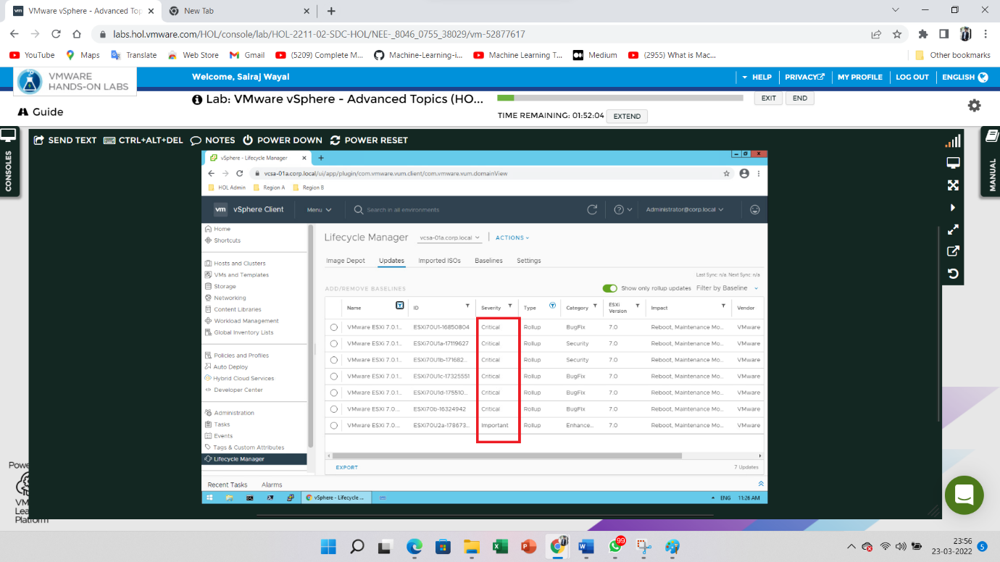 VMware vSphere - Advanced Top
New Tab
labs.hol.vmware.com/HOL/console/lab/HOL-2211-02-SDC-HOL/NEE-_8046_0755_38029/vm-52877617
YouTube Maps Translate Web Store Gmail (5209) Complete M... Machine-Learning-i... Machine Learning T... Medium (2955) What is Mac... Other bookmarks
VMWARE
HANDS-ON LABS
Welcome, Sairaj Wayal
HELP PRIVACY MY PROFILE LOG OUT ENGLISH
Guide
Lab: VMware vSphere - Advanced Topics (HO...
TIME REMAINING: 01:52:04 EXTEND
EXIT END
CONSOLES
SEND TEXT CTRL+ALT+DEL NOTES POWER DOWN POWER RESET
MANUAL
vSphere - Lifecycle Manager
vcsa-01a.corp.local/ui/app/plugin/com.vmware.vum.client/com.vmware.vum.domainView
HOL Admin Region A Region B
vm vSphere Client Menu Search in all environments Administrator@corp.local
Home
Shortcuts
Hosts and Clusters
VMs and Templates
Storage
Networking
Content Libraries
Workload Management
Global Inventory Lists
Policies and Profiles
Auto Deploy
Hybrid Cloud Services
Developer Center
Administration
Tasks
Events
Tags & Custom Attributes
Lifecycle Manager
Lifecycle Manager vcsa-01a.corp.local ACTIONS
Image Depot Updates Imported ISOs Baselines Settings
Last Sync: n/a Next Sync: n/a
ADD/REMOVE BASELINES Show only rollup updates Filter by Baseline
Name ID Severity Type Category ESXi Version Impact Vendor
VMware ESXi 7.0.1... ESXi70U1-16850804 Critical Rollup BugFix 7.0 Reboot, Maintenance Mo... VMware
VMware ESXi 7.0.1... ESXi70U1a-17119627 Critical Rollup Security 7.0 Reboot, Maintenance Mo... VMware
VMware ESXi 7.0.1... ESXi70U1b-171682... Critical Rollup Security 7.0 Reboot, Maintenance Mo... VMware
VMware ESXi 7.0.1... ESXi70U1c-17325551 Critical Rollup BugFix 7.0 Reboot, Maintenance Mo... VMware
VMware ESXi 7.0.1... ESXi70U1d-175510... Critical Rollup BugFix 7.0 Reboot, Maintenance Mo... VMware
VMware ESXi 7.0.... ESXi70b-16324942 Critical Rollup BugFix 7.0 Reboot, Maintenance Mo... VMware
VMware ESXi 7.0.... ESXi70U2a-178673... Important Rollup Enhance... 7.0 Reboot, Maintenance Mo... VMware
EXPORT 7 Updates
Recent Tasks Alarms
vSphere - Lifecycle ... ENG 11:26 AM
Powe
VM
Lea
Platform
99
23:56
23-03-2022
5